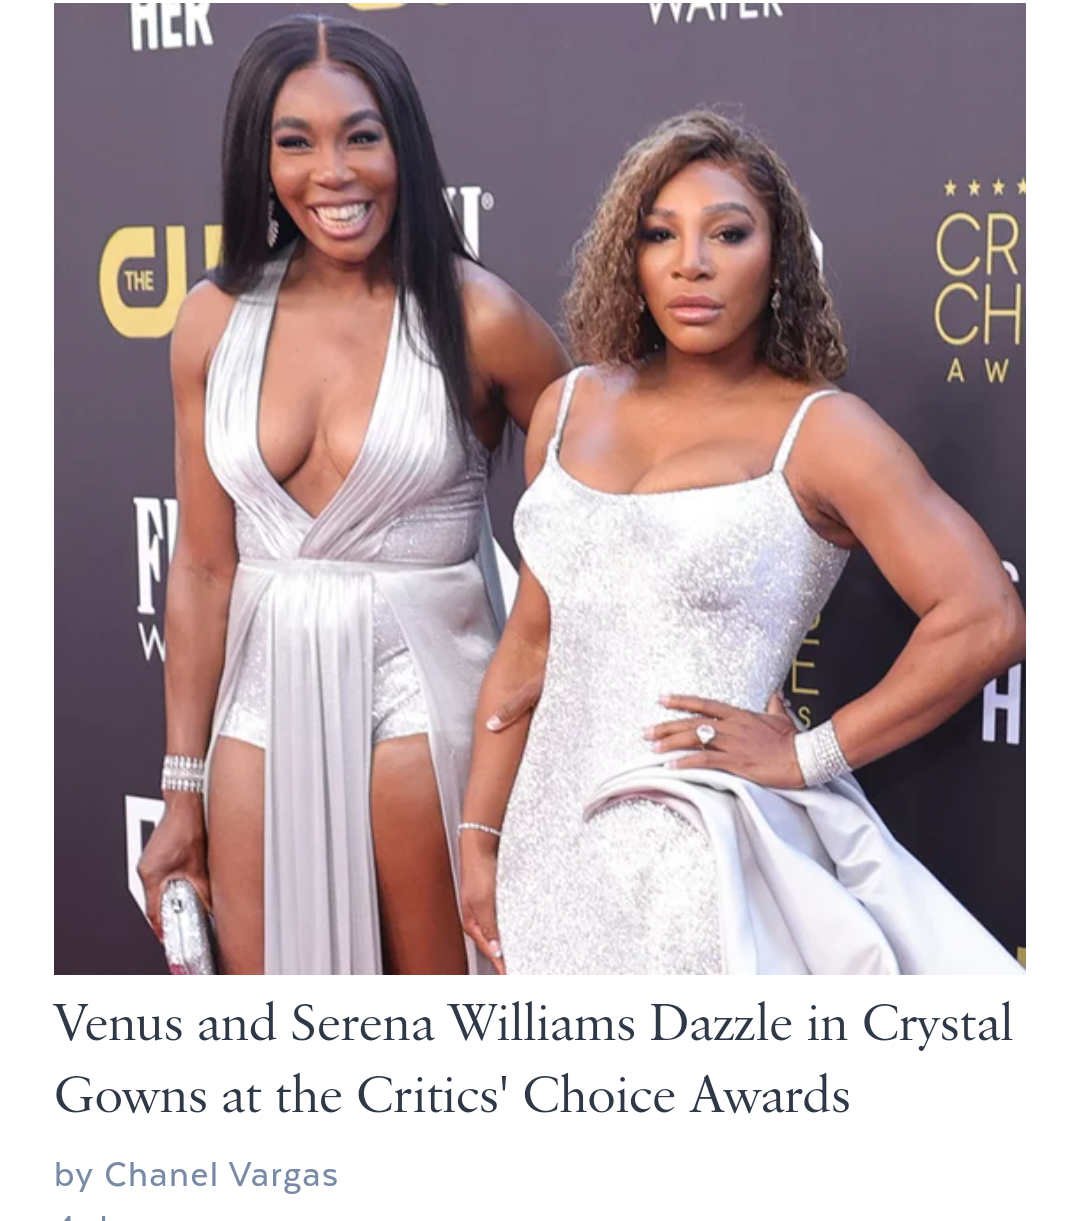 HER
WATER
®
THE
CR
CH
AW
W
H
Venus and Serena Williams Dazzle in Crystal
Gowns at the Critics' Choice Awards
by Chanel Vargas